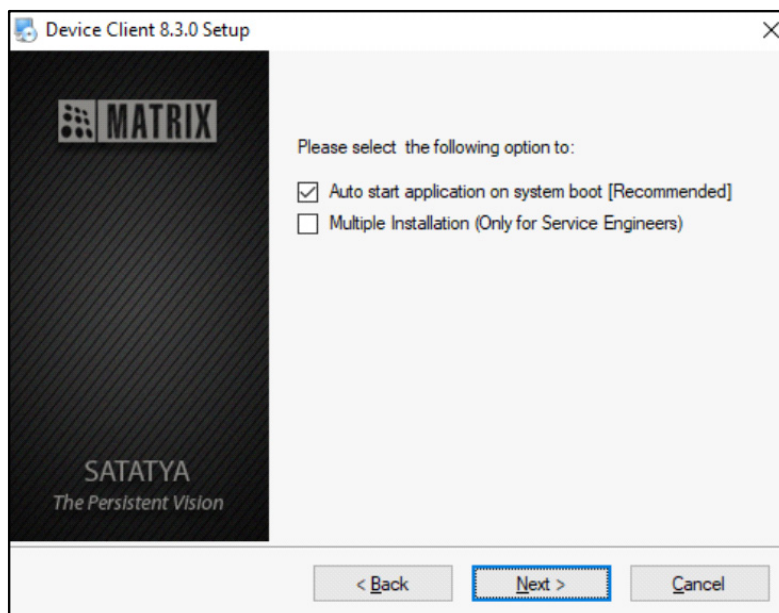 Device Client 8.3.0 Setup
MATRIX
Please select the following option to:
Auto start application on system boot [Recommended]
Multiple Installation (Only for Service Engineers)
SATATYA
The Persistent Vision
< Back
Next >
Cancel